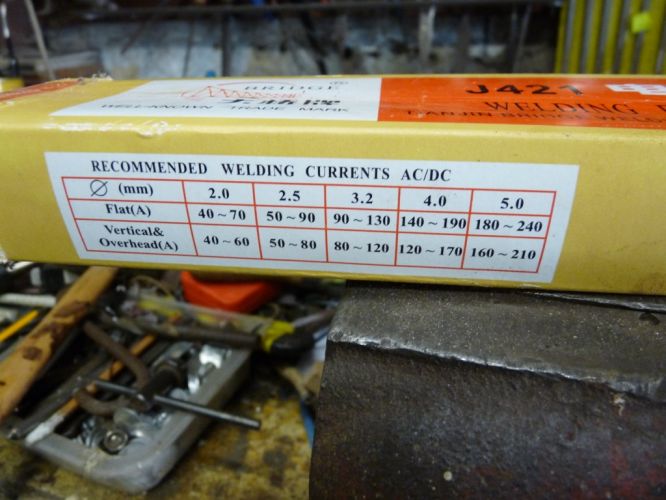 BRIDGE
WELL-KNOWN TRADE MARK
J421
WELDING
TIANJIN BRIDGE
RECOMMENDED WELDING CURRENTS AC/DC
Ø (mm) 2.0 2.5 3.2 4.0 5.0
Flat(A) 40~70 50~90 90~130 140~190 180~240
Vertical&
Overhead(A) 40~60 50~80 80~120 120~170 160~210